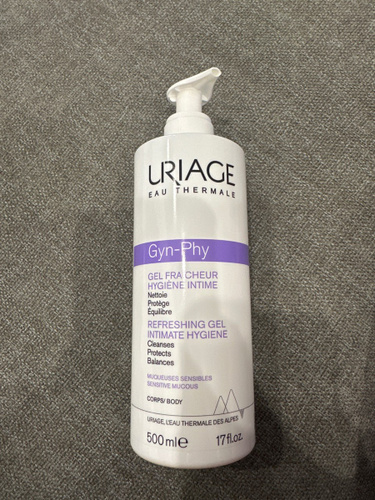 URIAGE
EAU THERMALE
Gyn-Phy
GEL FRAÎCHEUR
HYGIÈNE INTIME
Nettoie
Protège
Équilibre
REFRESHING GEL
INTIMATE HYGIENE
Cleanses
Protects
Balances
MUQUEUSES SENSIBLES
SENSITIVE MUCOUS
CORPS/ BODY
URIAGE, L'EAU THERMALE DES ALPES
500 ml e 17 fl.oz.